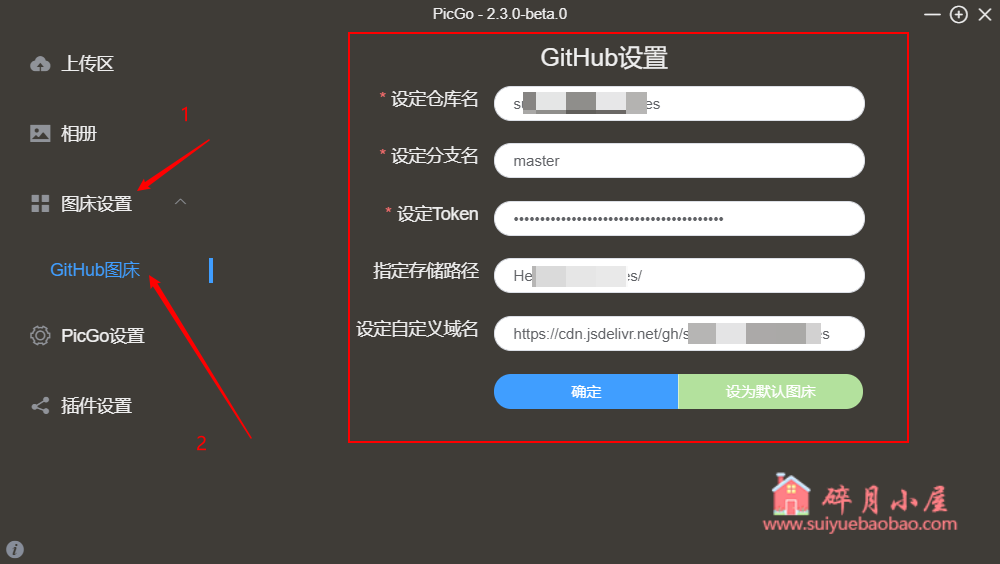 PicGo - 2.3.0-beta.0
上传区
相册
图床设置
GitHub图床
PicGo设置
插件设置
1
2
GitHub设置
* 设定仓库名
* 设定分支名 master
* 设定Token ••••••••••••••••••••••••••••••••••••••••
指定存储路径 He
es/
设定自定义域名 https://cdn.jsdelivr.net/gh/s
确定 设为默认图床
碎月小屋
www.suiyuebaobao.com